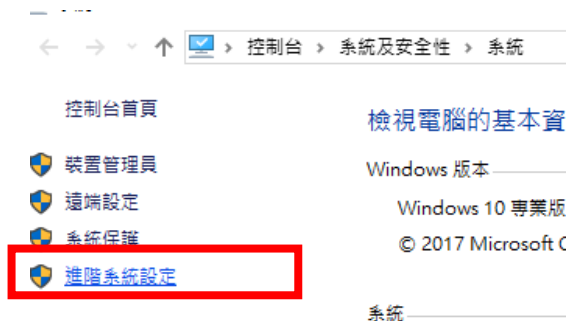 控制台 › 系統及安全性 › 系統
控制台首頁
裝置管理員
遠端設定
系統保護
進階系統設定
檢視電腦的基本資
Windows 版本
Windows 10 專業版
© 2017 Microsoft C
系統